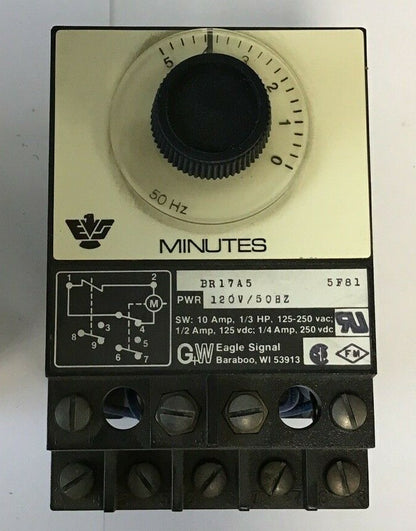 5
3
2
1
0
50 Hz
EVS
MINUTES
BR17A5 5F81
PWR 120V/50HZ
SW: 10 Amp. 1/3 HP. 125-250 vac;
1/2 Amp. 125 vdc; 1/4 Amp. 250 vdc
G+W Eagle Signal
Baraboo, WI 53913
1 2
M
3 4
8 9 5
6 7